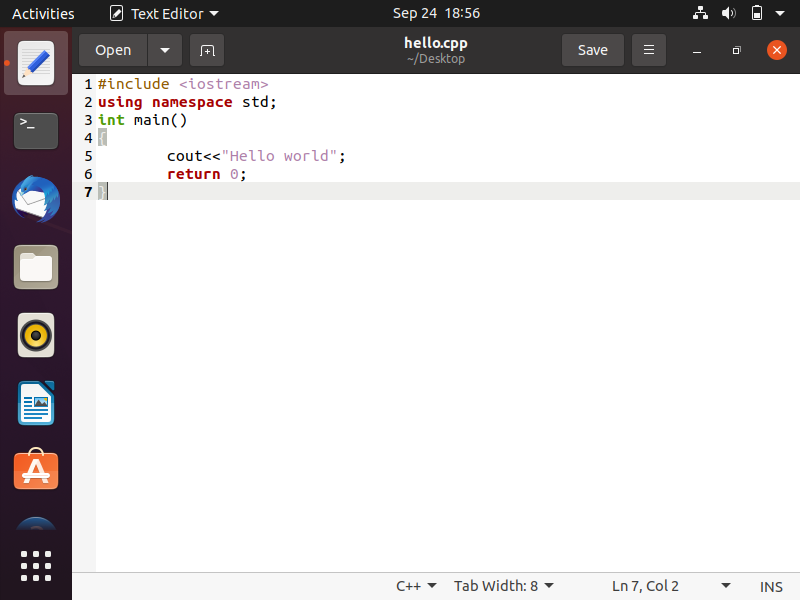 Activities Text Editor Sep 24 18:56
Open hello.cpp Save
~/Desktop
1 #include <iostream>
2 using namespace std;
3 int main()
4 {
5 cout<<"Hello world";
6 return 0;
7 }
C++ Tab Width: 8 Ln 7, Col 2 INS